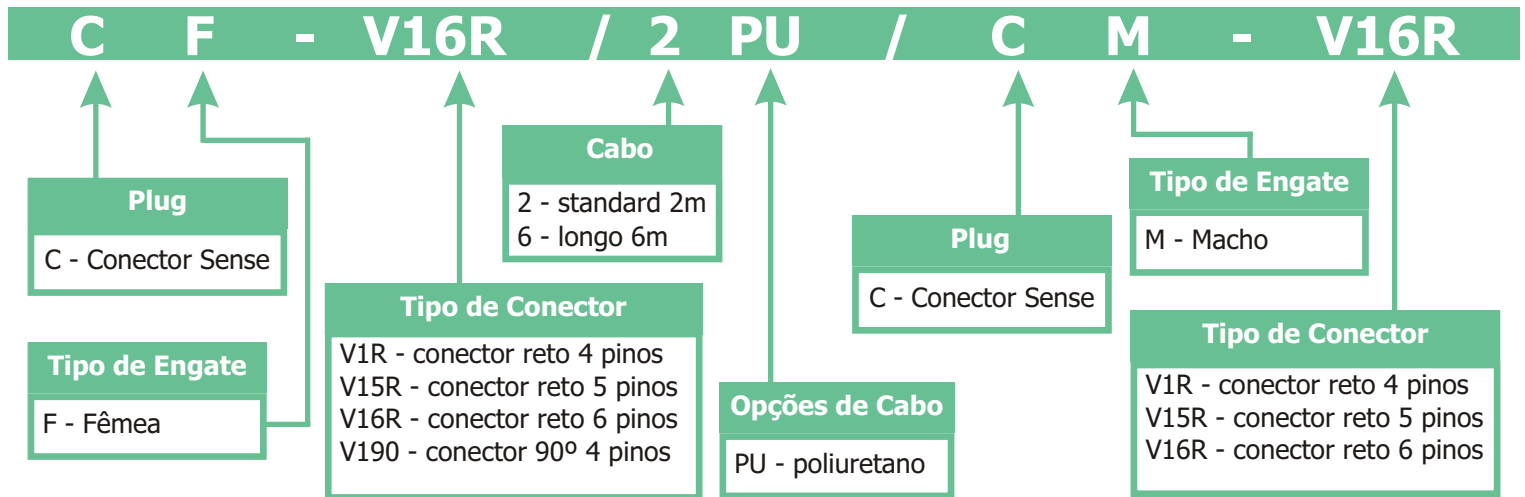 C F - V16R / 2 PU / C M - V16R
Plug
C - Conector Sense
Tipo de Engate
F - Fêmea
Tipo de Conector
V1R - conector reto 4 pinos
V15R - conector reto 5 pinos
V16R - conector reto 6 pinos
V190 - conector 90º 4 pinos
Cabo
2 - standard 2m
6 - longo 6m
Opções de Cabo
PU - poliuretano
Plug
C - Conector Sense
Tipo de Engate
M - Macho
Tipo de Conector
V1R - conector reto 4 pinos
V15R - conector reto 5 pinos
V16R - conector reto 6 pinos